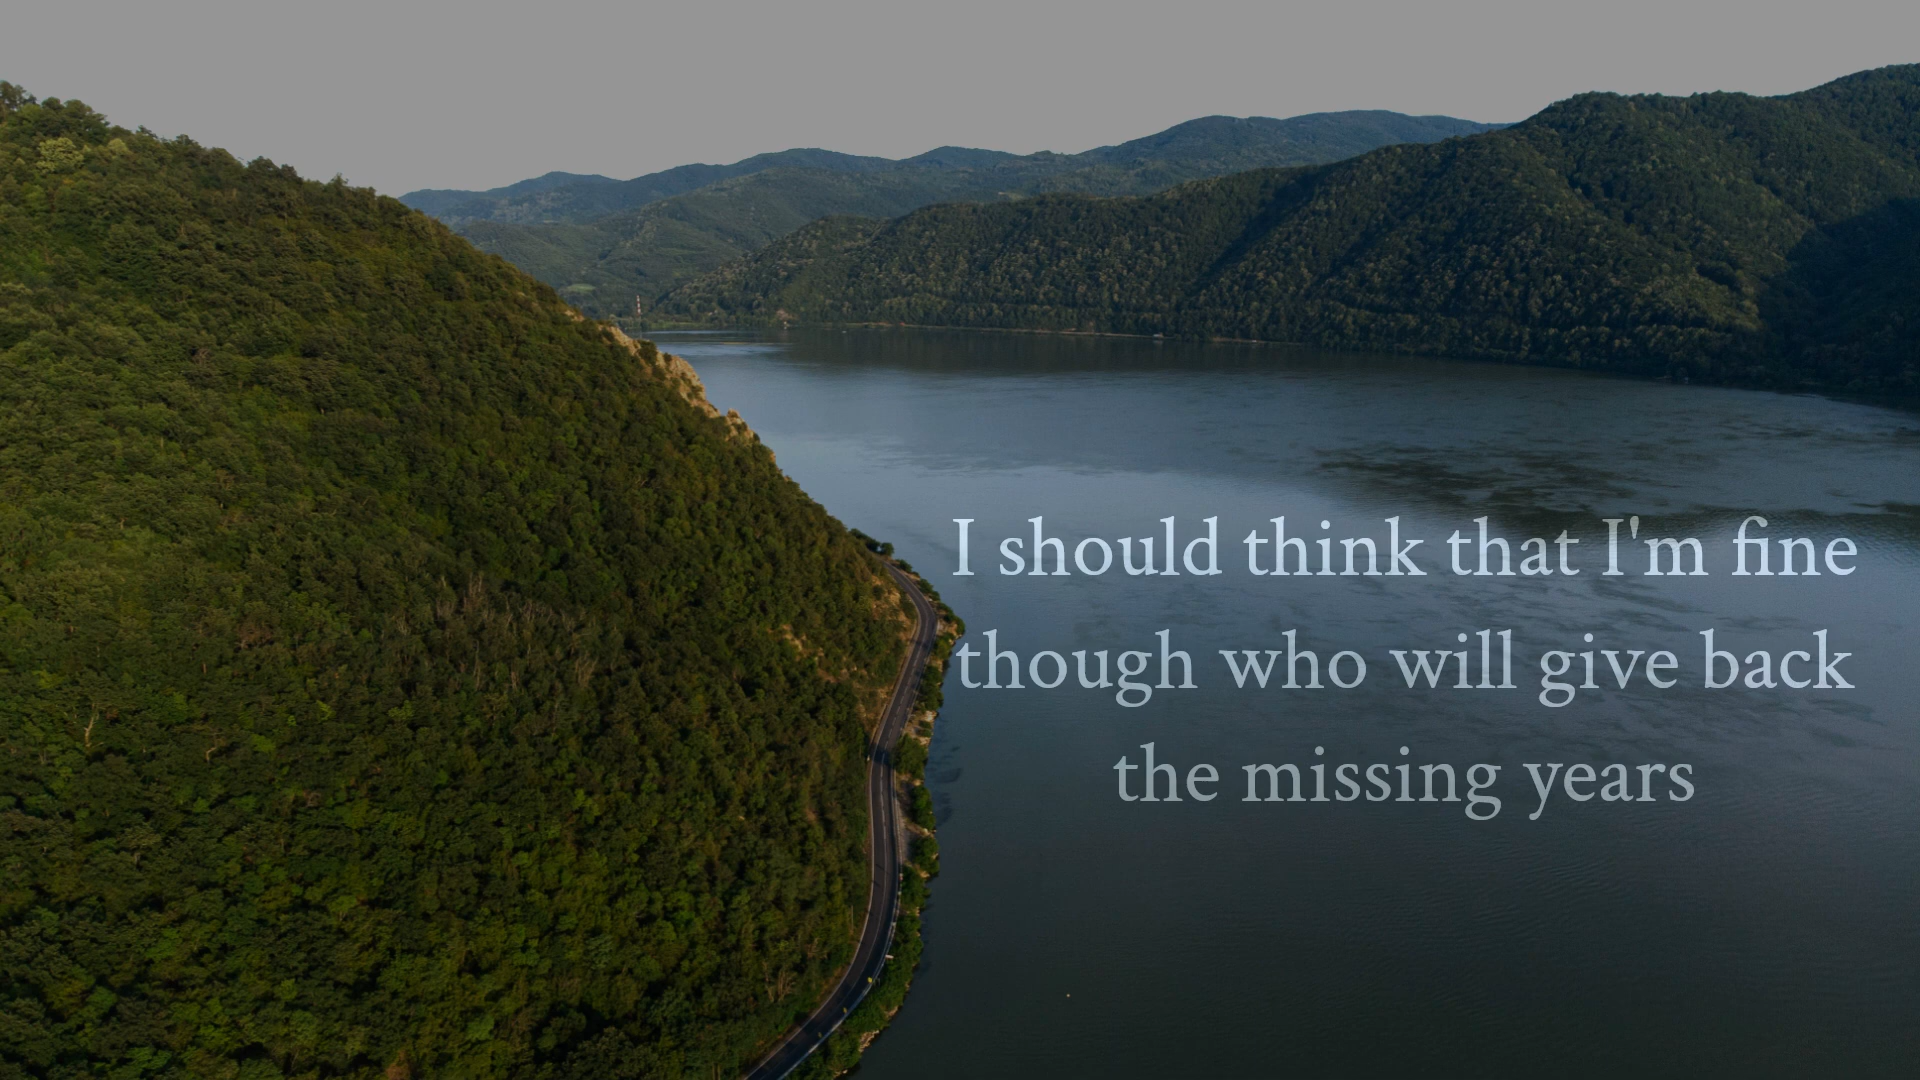 I should think that I'm fine
though who will give back
the missing years